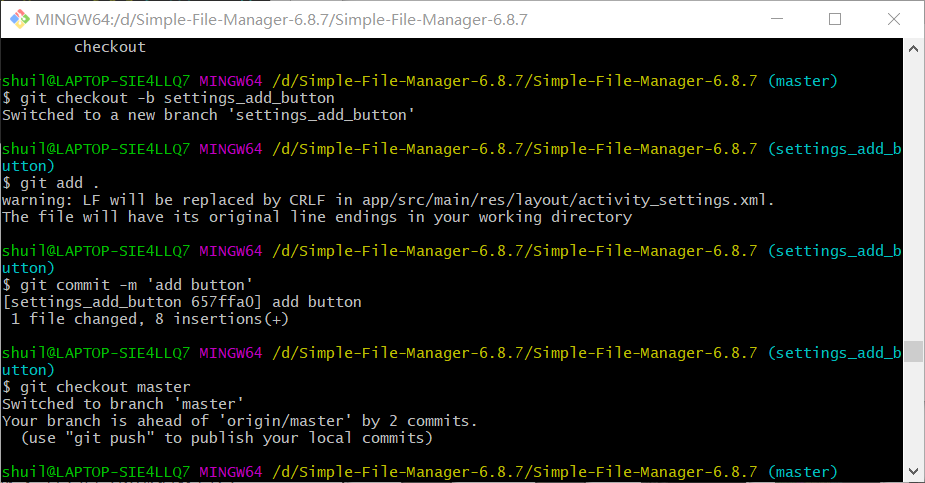 MINGW64:/d/Simple-File-Manager-6.8.7/Simple-File-Manager-6.8.7
checkout
shuil@LAPTOP-SIE4LLQ7 MINGW64 /d/Simple-File-Manager-6.8.7/Simple-File-Manager-6.8.7 (master)
$ git checkout -b settings_add_button
Switched to a new branch 'settings_add_button'
shuil@LAPTOP-SIE4LLQ7 MINGW64 /d/Simple-File-Manager-6.8.7/Simple-File-Manager-6.8.7 (settings_add_b
utton)
$ git add .
warning: LF will be replaced by CRLF in app/src/main/res/layout/activity_settings.xml.
The file will have its original line endings in your working directory
shuil@LAPTOP-SIE4LLQ7 MINGW64 /d/Simple-File-Manager-6.8.7/Simple-File-Manager-6.8.7 (settings_add_b
utton)
$ git commit -m 'add button'
[settings_add_button 657ffa0] add button
1 file changed, 8 insertions(+)
shuil@LAPTOP-SIE4LLQ7 MINGW64 /d/Simple-File-Manager-6.8.7/Simple-File-Manager-6.8.7 (settings_add_b
utton)
$ git checkout master
Switched to branch 'master'
Your branch is ahead of 'origin/master' by 2 commits.
(use "git push" to publish your local commits)
shuil@LAPTOP-SIE4LLQ7 MINGW64 /d/Simple-File-Manager-6.8.7/Simple-File-Manager-6.8.7 (master)